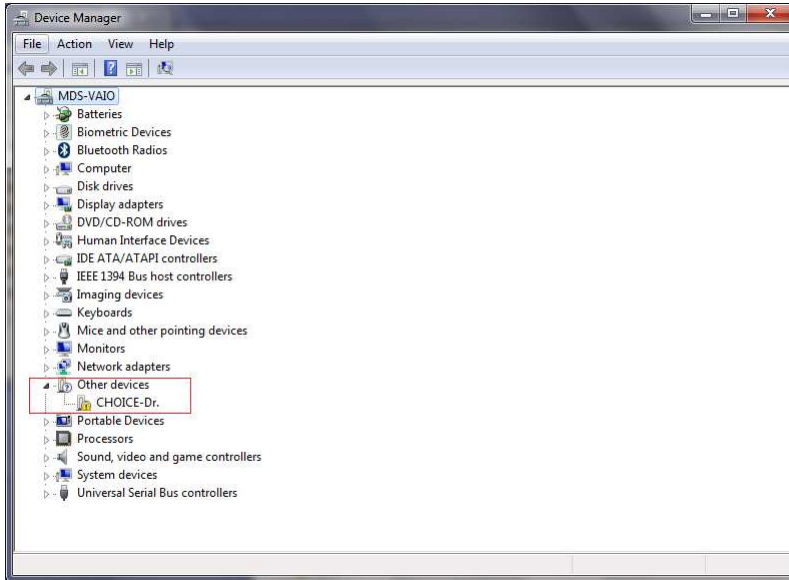 Device Manager
File Action View Help
MDS-VAIO
Batteries
Biometric Devices
Bluetooth Radios
Computer
Disk drives
Display adapters
DVD/CD-ROM drives
Human Interface Devices
IDE ATA/ATAPI controllers
IEEE 1394 Bus host controllers
Imaging devices
Keyboards
Mice and other pointing devices
Monitors
Network adapters
Other devices
CHOICE-Dr.
Portable Devices
Processors
Sound, video and game controllers
System devices
Universal Serial Bus controllers